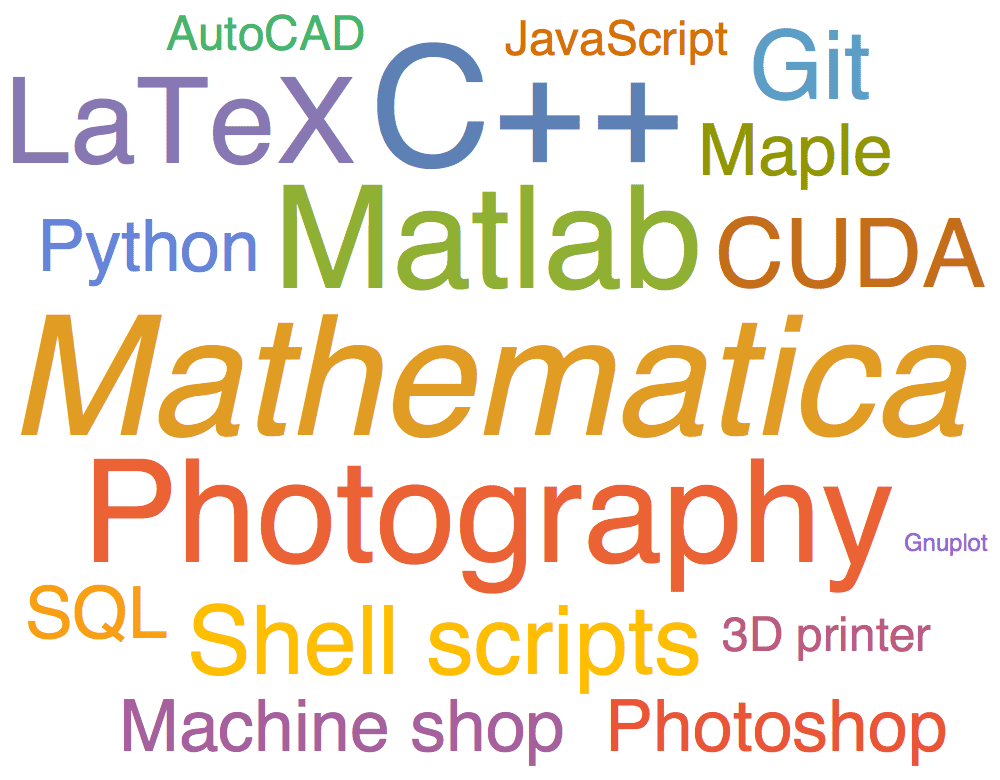 AutoCAD JavaScript Git
LaTeX C++ Maple
Python Matlab CUDA
Mathematica
Photography Gnuplot
SQL Shell scripts 3D printer
Machine shop Photoshop